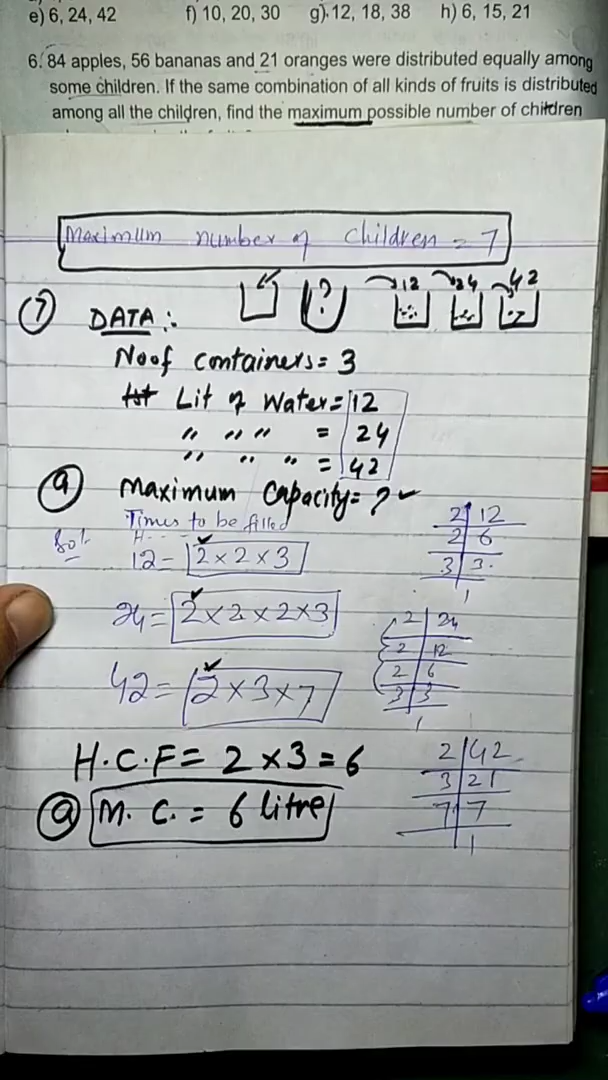 e) 6, 24, 42 f) 10, 20, 30 g) 12, 18, 38 h) 6, 15, 21
6. 84 apples, 56 bananas and 21 oranges were distributed equally among
some children. If the same combination of all kinds of fruits is distributed
among all the children, find the maximum possible number of children
Maximum number of children = 7
? 12 24 42
7 DATA:
No of containers = 3
Lit of Water = 12
" " " = 24
" " " = 42
a Maximum Capacity = ?
Times to be filled
Sol.
12 = 2 × 2 × 3
2 12
2 6
3 3
1
24 = 2 × 2 × 2 × 3
2 24
2 12
2 6
3 3
1
42 = 2 × 3 × 7
H.C.F = 2 × 3 = 6
2 42
3 21
7 7
1
a M. C. = 6 litre